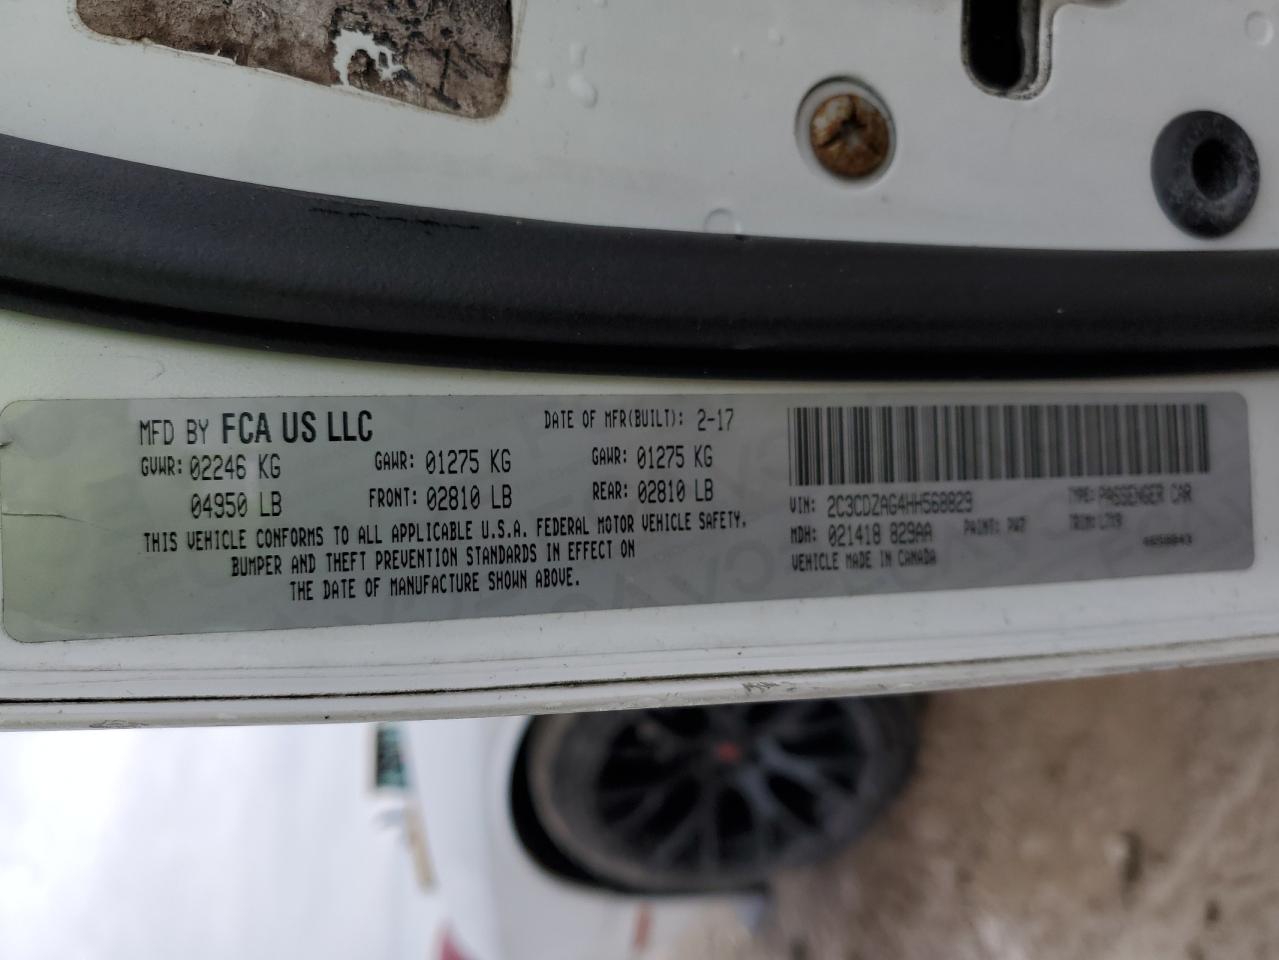 MFD BY FCA US LLC
DATE OF MFR(BUILT): 2-17
GVWR: 02246 KG
04950 LB
GAWR: 01275 KG
FRONT: 02810 LB
GAWR: 01275 KG
REAR: 02810 LB
THIS VEHICLE CONFORMS TO ALL APPLICABLE U.S.A. FEDERAL MOTOR VEHICLE SAFETY,
BUMPER AND THEFT PREVENTION STANDARDS IN EFFECT ON
THE DATE OF MANUFACTURE SHOWN ABOVE.
VIN: 2C3CDZAG4HH568829
TYPE: PASSENGER CAR
MDH: 021418 829AA
PAINT: PW7
TRIM:
VEHICLE MADE IN CANADA